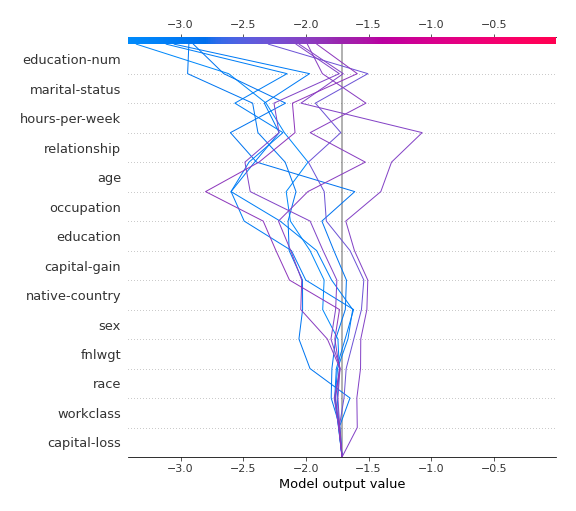 −3.0 −2.5 −2.0 −1.5 −1.0 −0.5
education-num
marital-status
hours-per-week
relationship
age
occupation
education
capital-gain
native-country
sex
fnlwgt
race
workclass
capital-loss
−3.0 −2.5 −2.0 −1.5 −1.0 −0.5
Model output value